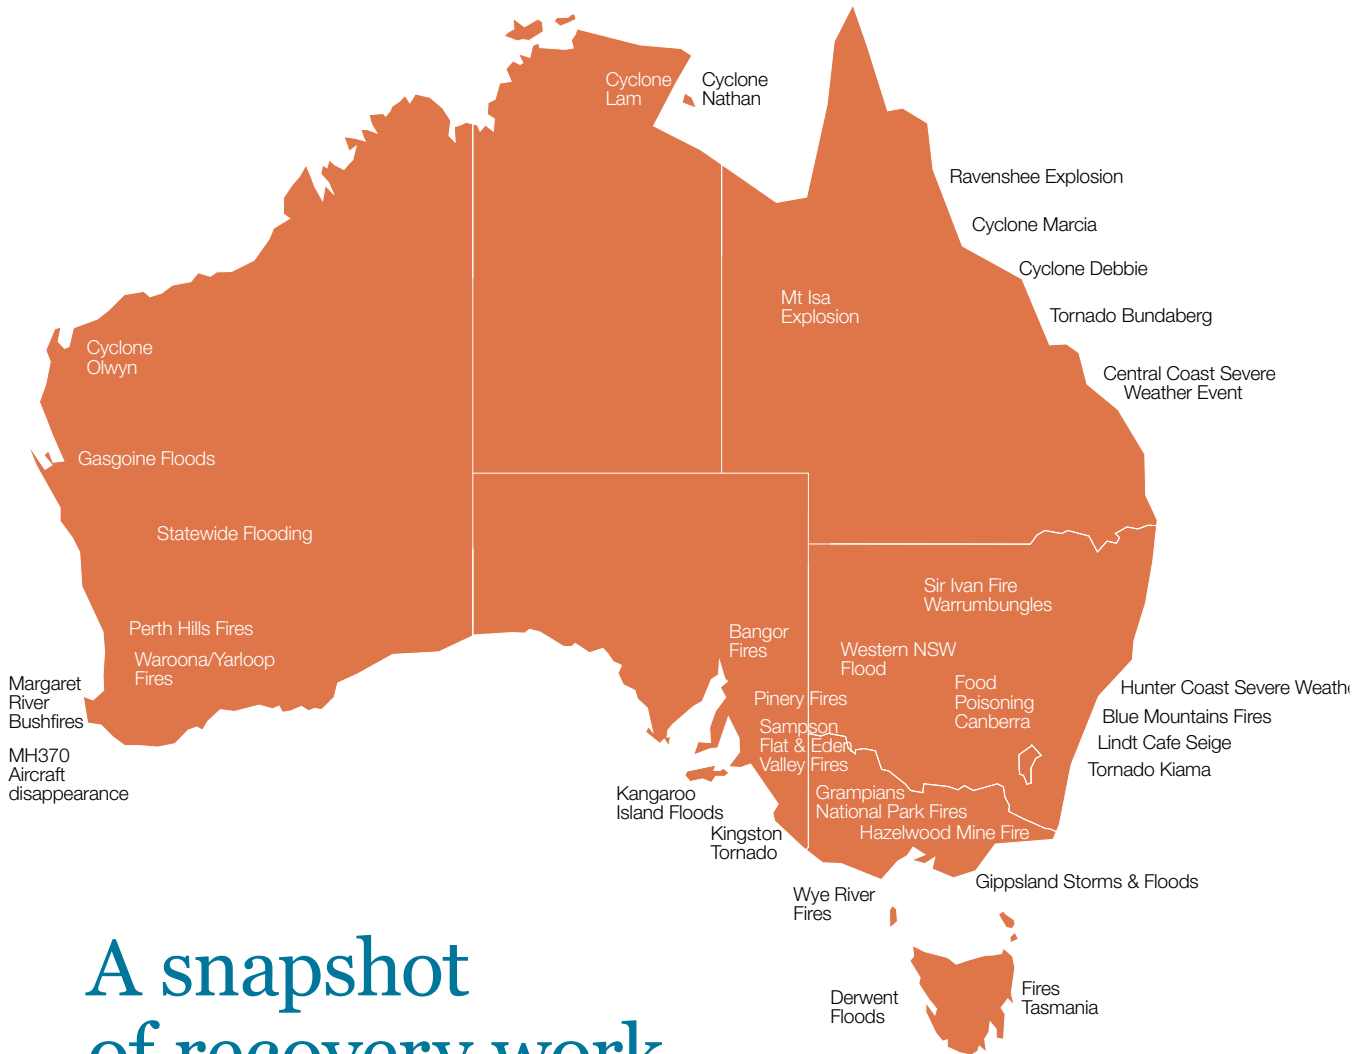 Cyclone
Lam
Cyclone
Nathan
Ravenshee Explosion
Cyclone Marcia
Cyclone Debbie
Mt Isa
Explosion
Tornado Bundaberg
Cyclone
Olwyn
Central Coast Severe
Weather Event
Gasgoine Floods
Statewide Flooding
Sir Ivan Fire
Warrumbungles
Perth Hills Fires
Bangor
Fires
Western NSW
Flood
Waroona/Yarloop
Fires
Margaret
River
Bushfires
Food
Poisoning
Canberra
Pinery Fires
Hunter Coast Severe Weathe
Blue Mountains Fires
Sampson
Flat & Eden
Valley Fires
Lindt Cafe Seige
Tornado Kiama
MH370
Aircraft
disappearance
Kangaroo
Island Floods
Grampians
National Park Fires
Hazelwood Mine Fire
Kingston
Tornado
Gippsland Storms & Floods
Wye River
Fires
Derwent
Floods
Fires
Tasmania
A snapshot
of recovery work